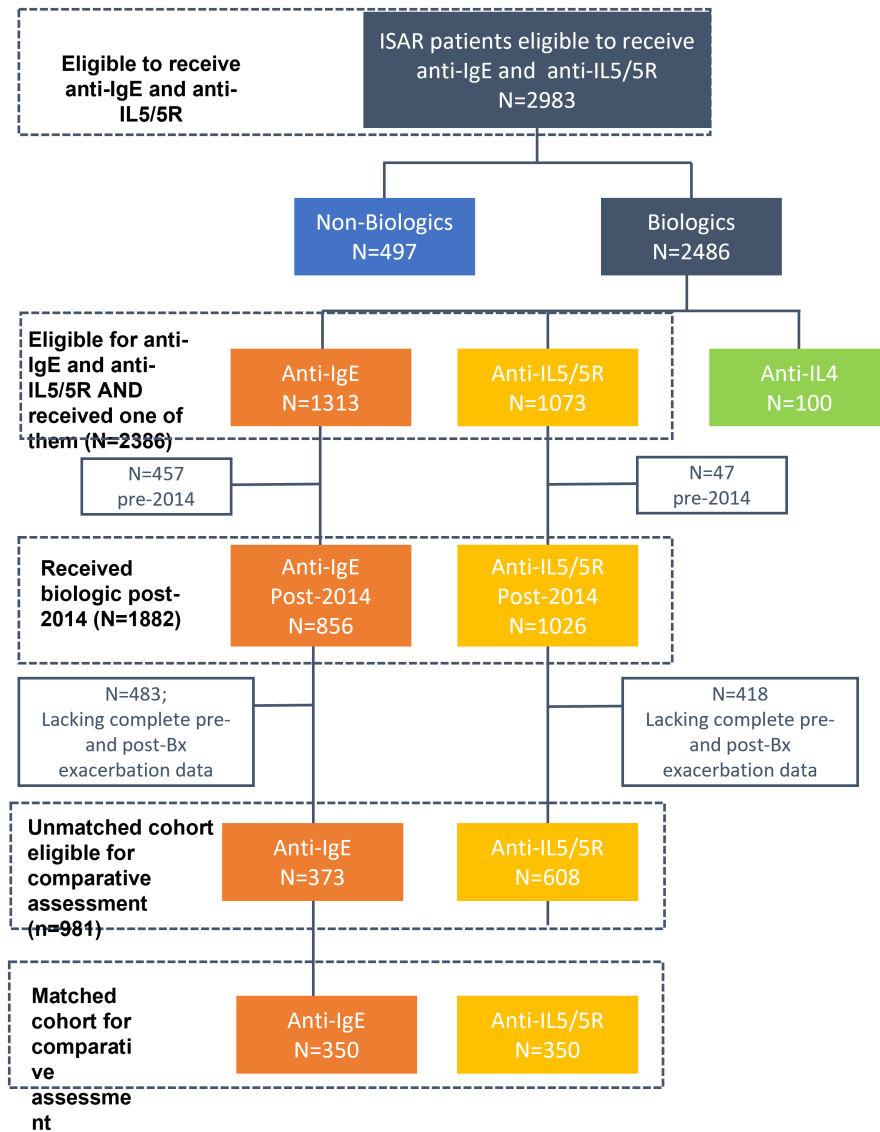 Eligible to receive
anti-IgE and anti-
IL5/5R
ISAR patients eligible to receive
anti-IgE and anti-IL5/5R
N=2983
Non-Biologics
N=497
Biologics
N=2486
Eligible for anti-
IgE and anti-
IL5/5R AND
received one of
them (N=2386)
Anti-IgE
N=1313
Anti-IL5/5R
N=1073
Anti-IL4
N=100
N=457
pre-2014
N=47
pre-2014
Received
biologic post-
2014 (N=1882)
Anti-IgE
Post-2014
N=856
Anti-IL5/5R
Post-2014
N=1026
N=483;
Lacking complete pre-
and post-Bx
exacerbation data
N=418
Lacking complete pre-
and post-Bx
exacerbation data
Unmatched cohort
eligible for
comparative
assessment
(n=981)
Anti-IgE
N=373
Anti-IL5/5R
N=608
Matched
cohort for
comparati
ve
assessme
nt
Anti-IgE
N=350
Anti-IL5/5R
N=350